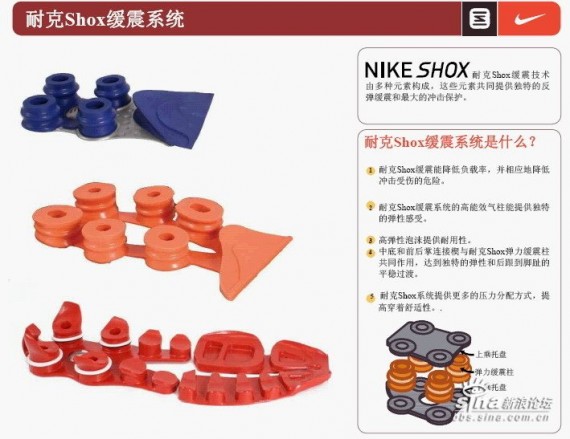 耐克Shox缓震系统
NIKE SHOX 耐克Shox缓震技术
由多种元素构成，这些元素共同提供独特的反
弹缓震和最大的冲击保护。
耐克Shox缓震系统是什么？
1 耐克Shox缓震能降低负载率，并相应地降低
冲击受伤的危险。
2 耐克Shox缓震系统的高能效气柱能提供独特
的弹性感受。
3 高弹性泡沫提供耐用性。
4 中底和前后掌连接楔与耐克Shox弹力缓震柱
共同作用，达到独特的弹性和后跟到脚趾的
平稳过渡。
5 耐克Shox系统提供更多的压力分配方式，提
高穿着舒适性。.
上乘托盘
弹力缓震柱
托盘
sina 新浪论坛
bbs.sina.com.cn